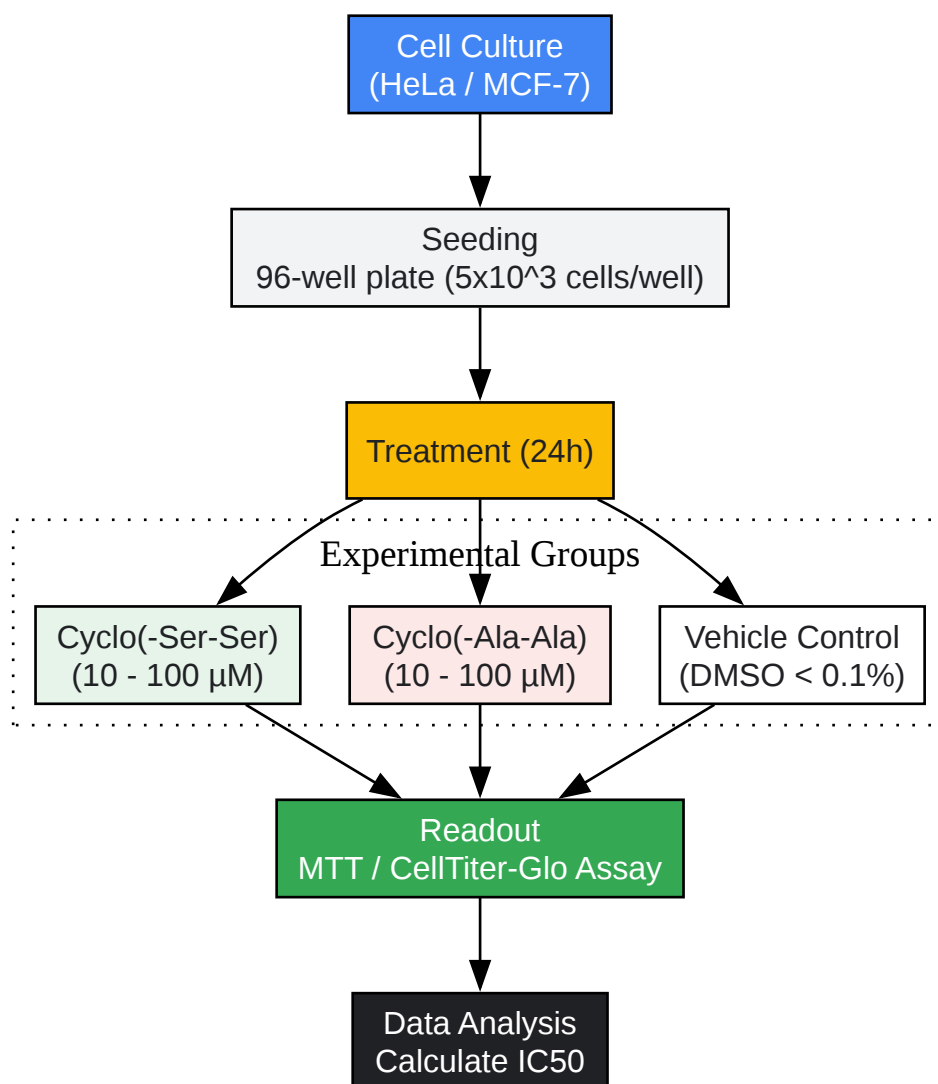 Cell Culture
(HeLa / MCF-7)
Seeding
96-well plate (5x10^3 cells/well)
Treatment (24h)
Experimental Groups
Cyclo(-Ser-Ser)
(10 - 100 µM)
Cyclo(-Ala-Ala)
(10 - 100 µM)
Vehicle Control
(DMSO < 0.1%)
Readout
MTT / CellTiter-Glo Assay
Data Analysis
Calculate IC50